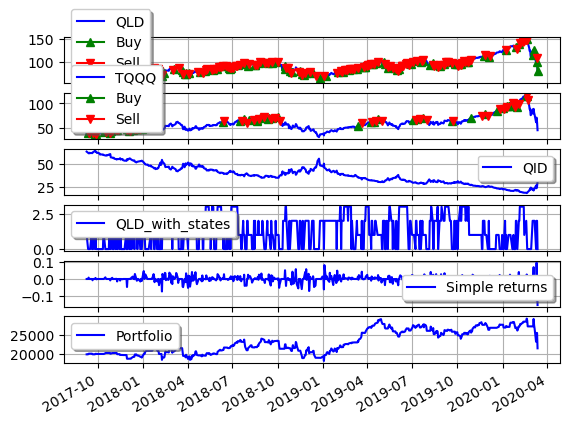 QLD
Buy
Sell
150
100
TQQQ
Buy
Sell
100
50
QID
50
25
QLD_with_states
2.5
0.0
Simple returns
0.1
0.0
−0.1
Portfolio
25000
20000
2017-10
2018-01
2018-04
2018-07
2018-10
2019-01
2019-04
2019-07
2019-10
2020-01
2020-04